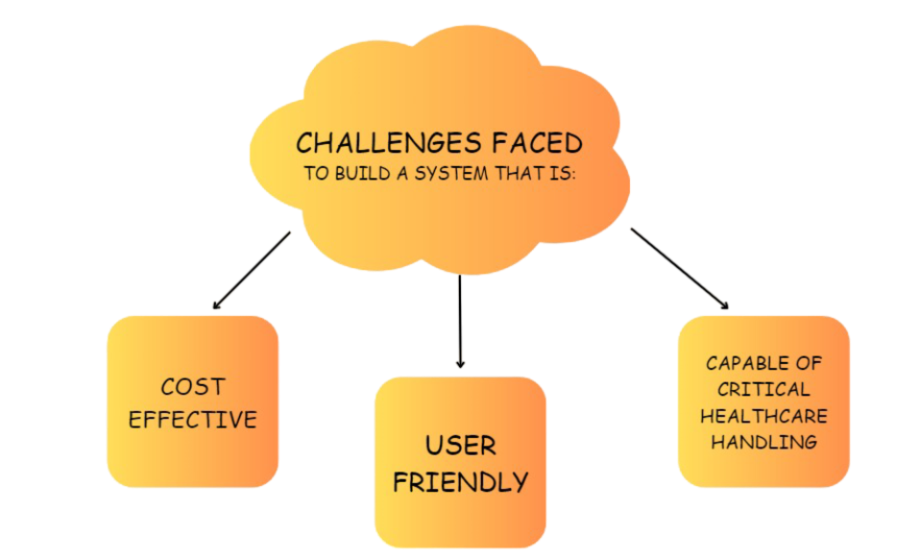 CHALLENGES FACED
TO BUILD A SYSTEM THAT IS:
COST
EFFECTIVE
USER
FRIENDLY
CAPABLE OF
CRITICAL
HEALTHCARE
HANDLING